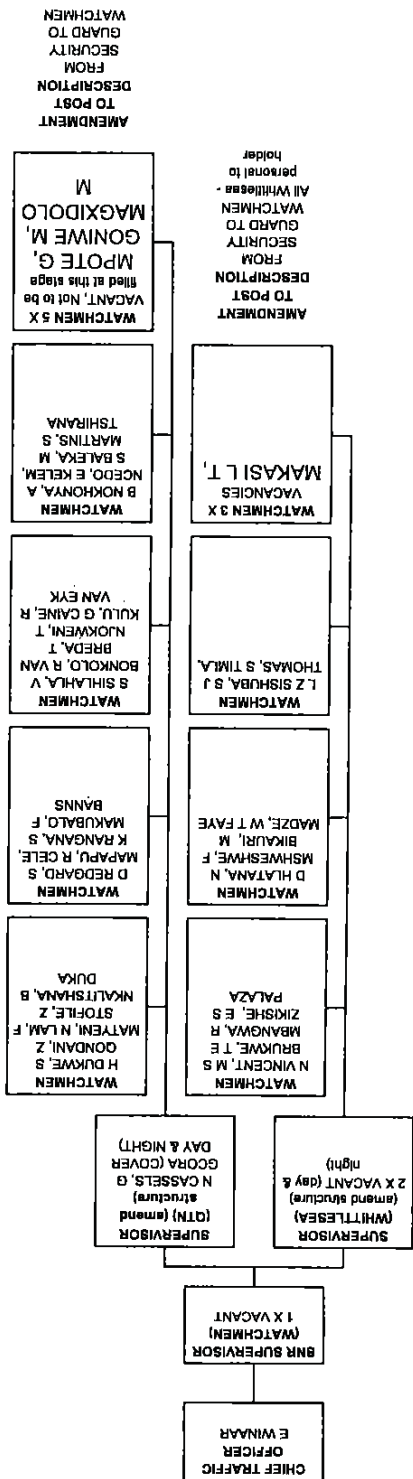 CHIEF TRAFFIC
OFFICER
E WINAAR
SNR SUPERVISOR
(WATCHMEN)
1 X VACANT
SUPERVISOR
(WHITTLESEA)
(amend structure)
2 X VACANT (day &
night)
WATCHMEN
N VINCENT, M S
BRUKWE, T E
MBANGWA, R
ZIKISHE, E S
PALAZA
WATCHMEN
D HLATANA, N
MSHWESHWE, F
BIKAURI, M
MADZE, W T FAYE
WATCHMEN
L Z SISHUBA, S J
THOMAS, S TIMLA,
WATCHMEN 3 X
VACANCIES
MAKASI L T,
AMENDMENT
TO POST
DESCRIPTION
FROM
SECURITY
GUARD TO
WATCHMEN
All Whittlesea -
personal to
holder
SUPERVISOR
(QTN) (amend
structure)
N CASSELS, G
GCORA (COVER
DAY & NIGHT)
WATCHMEN
H DUKWE, S
QONDANI, Z
MATYENI, N LAM, F
STOFILE, Z
NKALITSHANA, B
DUKA
WATCHMEN
D REDGARD, S
MAPAPU, R CELE,
K RANGANA, S
MAKUBALO, F
BANNS
WATCHMEN
S SIHLAHLA, V
BONKOLO, R VAN
BREDA, T
NJOKWENI, T
KULU, G CAINE, R
VAN EYK
WATCHMEN
B NOKHONYA, A
NCEDO, E KELEM,
S BALEKA, M
MARTINS, S
TSHIRANA
WATCHMEN 5 X
VACANT, Not to be
filled at this stage
MPOTE G,
GONIWE M,
MAGXIDOLO
M
AMENDMENT
TO POST
DESCRIPTION
FROM
SECURITY
GUARD TO
WATCHMEN